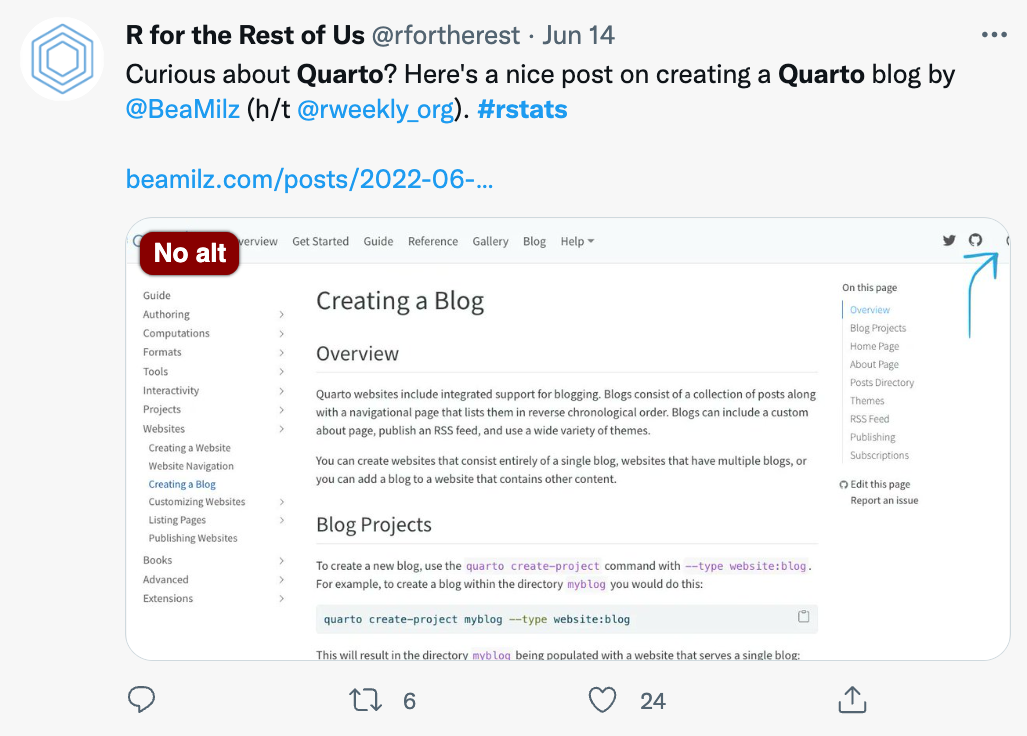 R for the Rest of Us @rfortherest · Jun 14
Curious about Quarto? Here's a nice post on creating a Quarto blog by
@BeaMilz (h/t @rweekly_org). #rstats
beamilz.com/posts/2022-06-...
No alt
verview Get Started Guide Reference Gallery Blog Help
Guide
Authoring
Computations
Formats
Tools
Interactivity
Projects
Websites
Creating a Website
Website Navigation
Creating a Blog
Customizing Websites
Listing Pages
Publishing Websites
Books
Advanced
Extensions
Creating a Blog
Overview
Quarto websites include integrated support for blogging. Blogs consist of a collection of posts along
with a navigational page that lists them in reverse chronological order. Blogs can include a custom
about page, publish an RSS feed, and use a wide variety of themes.
You can create websites that consist entirely of a single blog, websites that have multiple blogs, or
you can add a blog to a website that contains other content.
Blog Projects
To create a new blog, use the quarto create-project command with --type website:blog.
For example, to create a blog within the directory myblog you would do this:
quarto create-project myblog --type website:blog
This will result in the directory myblog being populated with a website that serves a single blog:
On this page
Overview
Blog Projects
Home Page
About Page
Posts Directory
Themes
RSS Feed
Publishing
Subscriptions
Edit this page
Report an issue
6
24